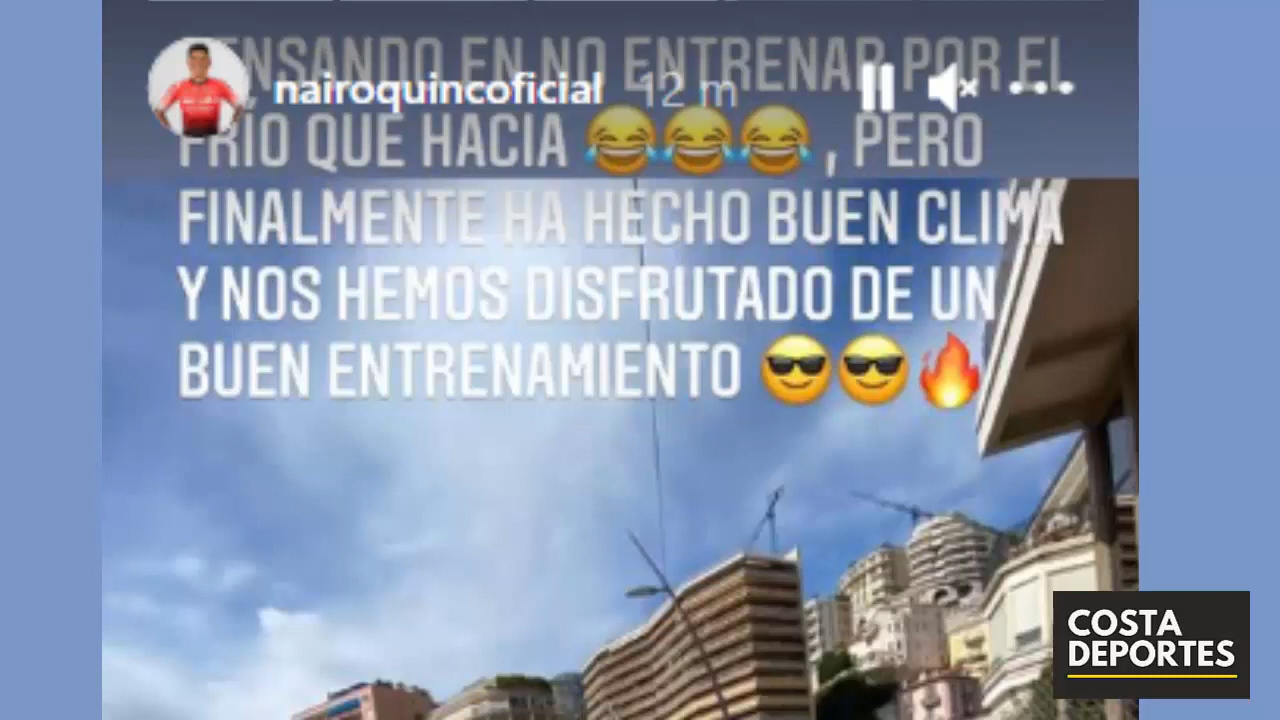 ENSANDO EN NO ENTRENAR POR EL
nairoquincoficial 12 m
FRÍO QUE HACIA 😂😂😂 , PERO
FINALMENTE HA HECHO BUEN CLIMA
Y NOS HEMOS DISFRUTADO DE UN
BUEN ENTRENAMIENTO 😎😎🔥
COSTA
DEPORTES